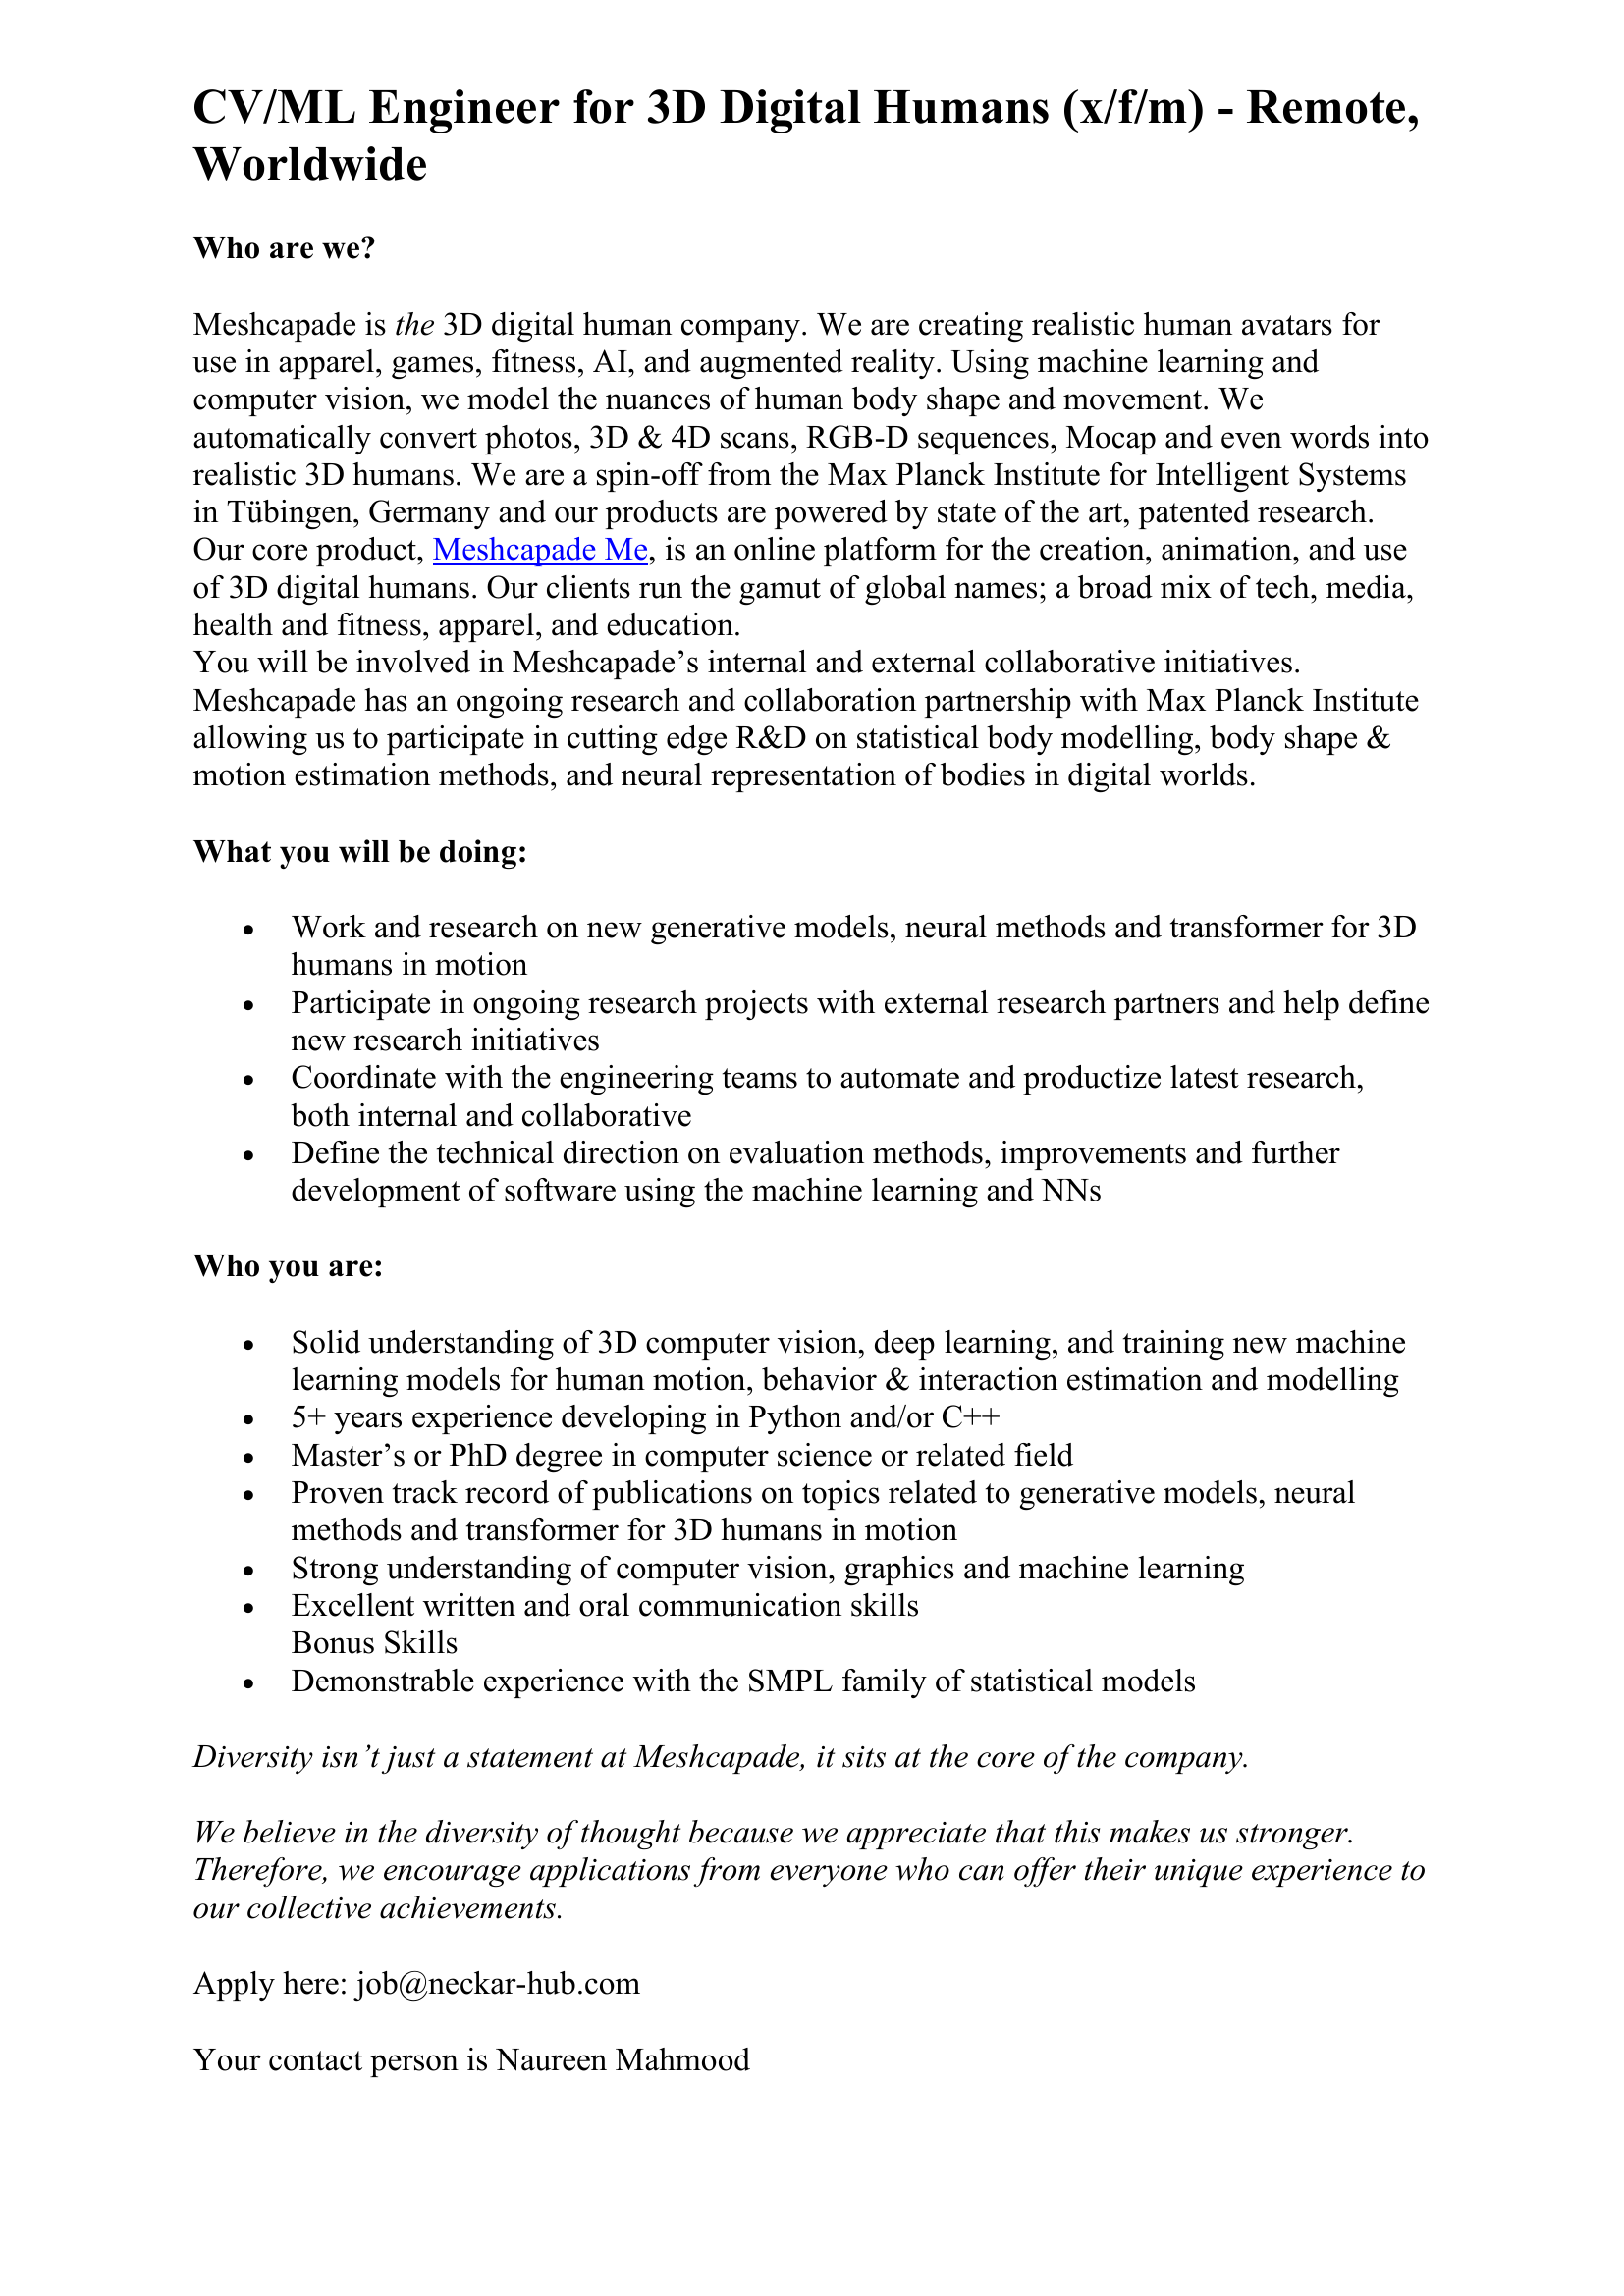 CV/ML Engineer for 3D Digital Humans (x/f/m) - Remote,
Worldwide
Who are we?
Meshcapade is the 3D digital human company. We are creating realistic human avatars for
use in apparel, games, fitness, AI, and augmented reality. Using machine learning and
computer vision, we model the nuances of human body shape and movement. We
automatically convert photos, 3D & 4D scans, RGB-D sequences, Mocap and even words into
realistic 3D humans. We are a spin-off from the Max Planck Institute for Intelligent Systems
in Tübingen, Germany and our products are powered by state of the art, patented research.
Our core product, Meshcapade Me, is an online platform for the creation, animation, and use
of 3D digital humans. Our clients run the gamut of global names; a broad mix of tech, media,
health and fitness, apparel, and education.
You will be involved in Meshcapade’s internal and external collaborative initiatives.
Meshcapade has an ongoing research and collaboration partnership with Max Planck Institute
allowing us to participate in cutting edge R&D on statistical body modelling, body shape &
motion estimation methods, and neural representation of bodies in digital worlds.
What you will be doing:
• Work and research on new generative models, neural methods and transformer for 3D
humans in motion
• Participate in ongoing research projects with external research partners and help define
new research initiatives
• Coordinate with the engineering teams to automate and productize latest research,
both internal and collaborative
• Define the technical direction on evaluation methods, improvements and further
development of software using the machine learning and NNs
Who you are:
• Solid understanding of 3D computer vision, deep learning, and training new machine
learning models for human motion, behavior & interaction estimation and modelling
• 5+ years experience developing in Python and/or C++
• Master’s or PhD degree in computer science or related field
• Proven track record of publications on topics related to generative models, neural
methods and transformer for 3D humans in motion
• Strong understanding of computer vision, graphics and machine learning
• Excellent written and oral communication skills
Bonus Skills
• Demonstrable experience with the SMPL family of statistical models
Diversity isn’t just a statement at Meshcapade, it sits at the core of the company.
We believe in the diversity of thought because we appreciate that this makes us stronger.
Therefore, we encourage applications from everyone who can offer their unique experience to
our collective achievements.
Apply here: job@neckar-hub.com
Your contact person is Naureen Mahmood